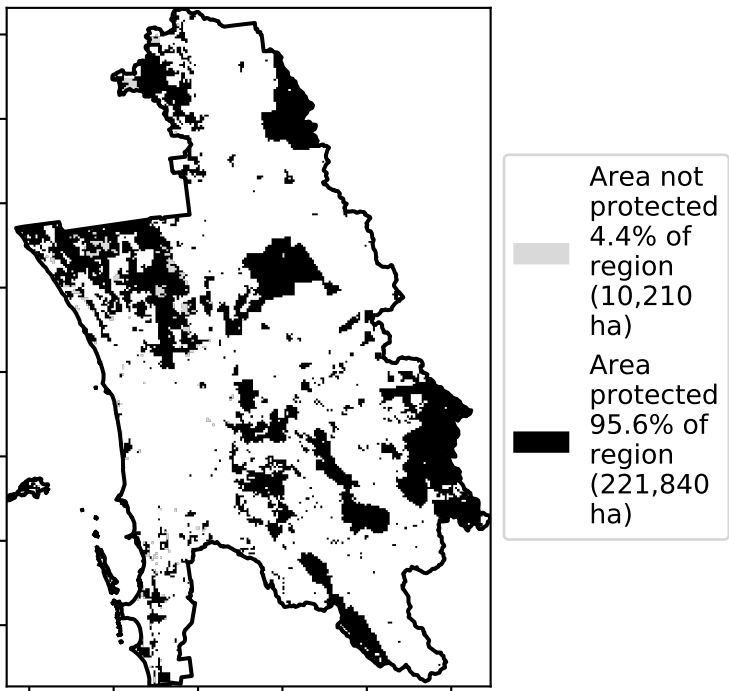 Area not
protected
4.4% of
region
(10,210
ha)
Area
protected
95.6% of
region
(221,840
ha)